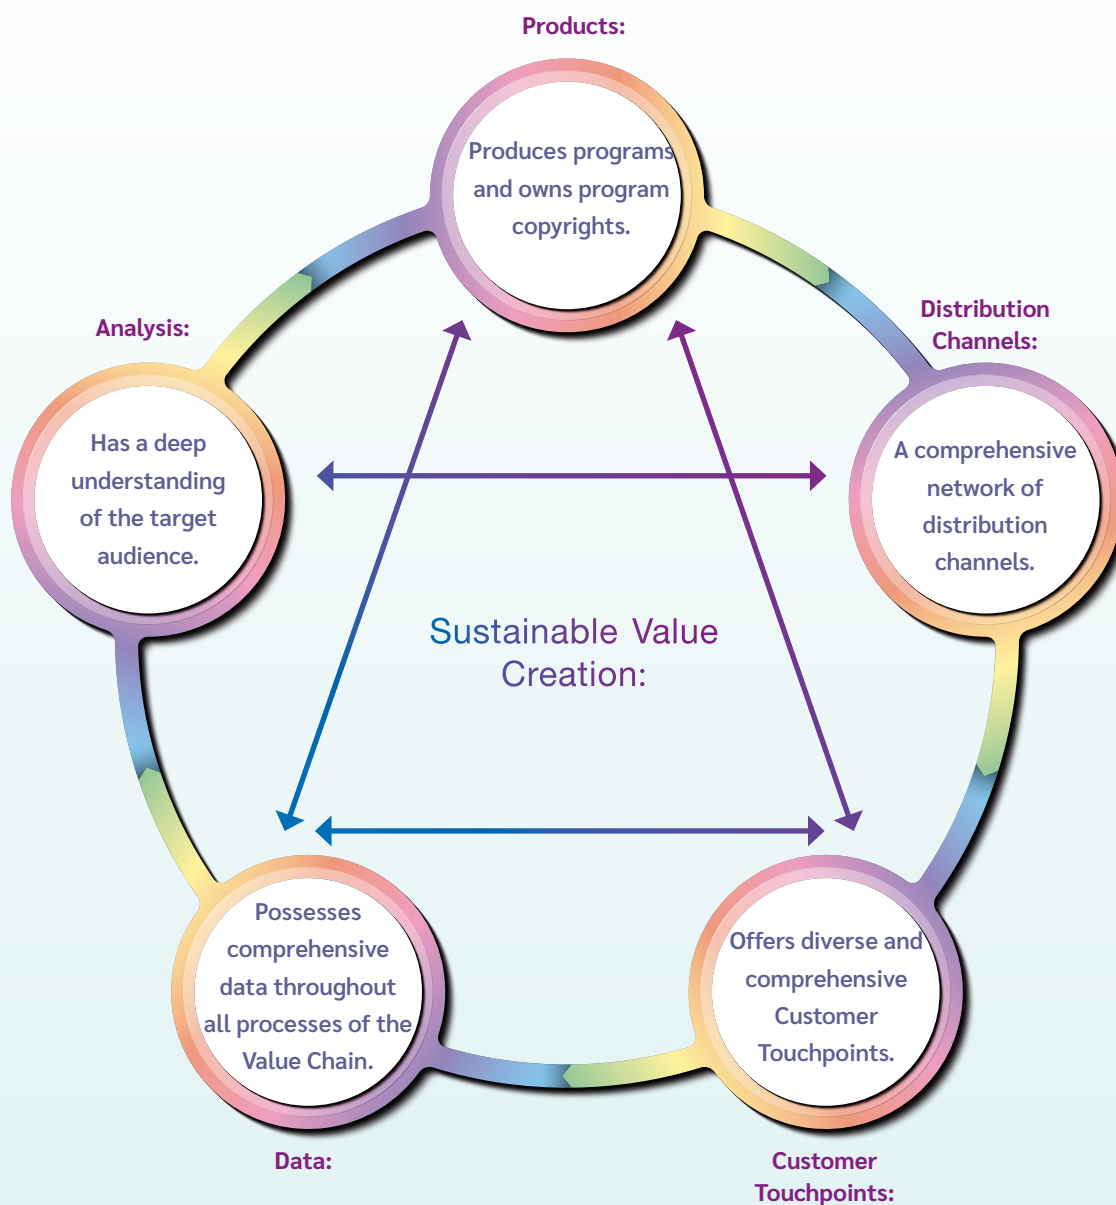 Products:
Produces programs
and owns program
copyrights.
Distribution
Channels:
A comprehensive
network of
distribution
channels.
Customer
Touchpoints:
Offers diverse and
comprehensive
Customer
Touchpoints.
Data:
Possesses
comprehensive
data throughout
all processes of the
Value Chain.
Analysis:
Has a deep
understanding
of the target
audience.
Sustainable Value
Creation: